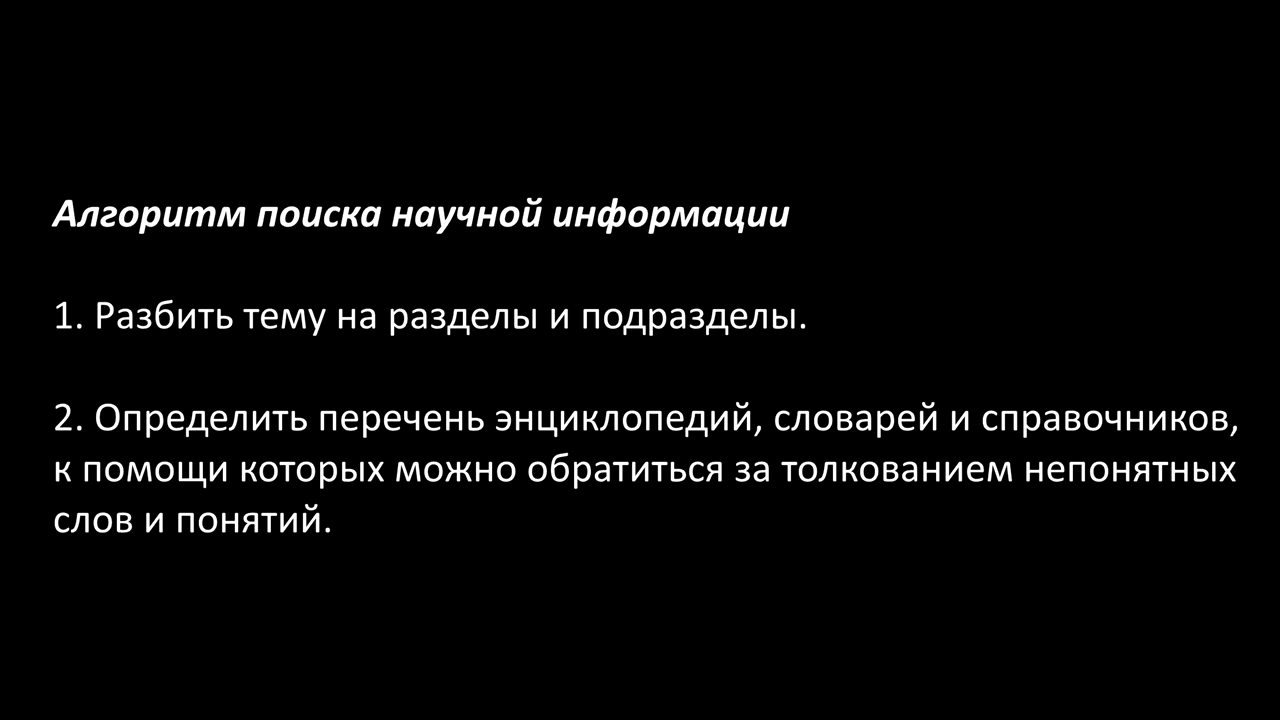 Алгоритм поиска научной информации
1. Разбить тему на разделы и подразделы.
2. Определить перечень энциклопедий, словарей и справочников,
к помощи которых можно обратиться за толкованием непонятных
слов и понятий.